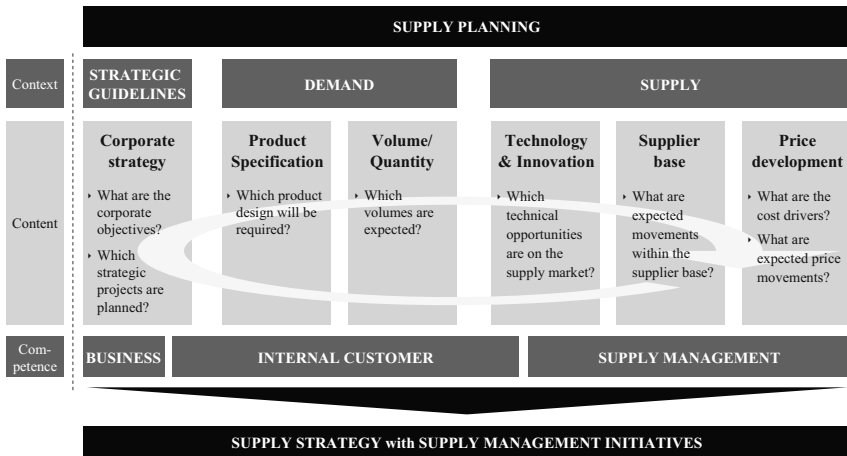 SUPPLY PLANNING
Context
STRATEGIC
GUIDELINES
DEMAND
SUPPLY
Content
Corporate
strategy
‣ What are the
corporate
objectives?
‣ Which
strategic
projects are
planned?
Product
Specification
‣ Which product
design will be
required?
Volume/
Quantity
‣ Which
volumes are
expected?
Technology
& Innovation
‣ Which
technical
opportunities
are on the
supply market?
Supplier
base
‣ What are
expected
movements
within the
supplier base?
Price
development
‣ What are the
cost drivers?
‣ What are
expected price
movements?
Com-
petence
BUSINESS
INTERNAL CUSTOMER
SUPPLY MANAGEMENT
SUPPLY STRATEGY with SUPPLY MANAGEMENT INITIATIVES